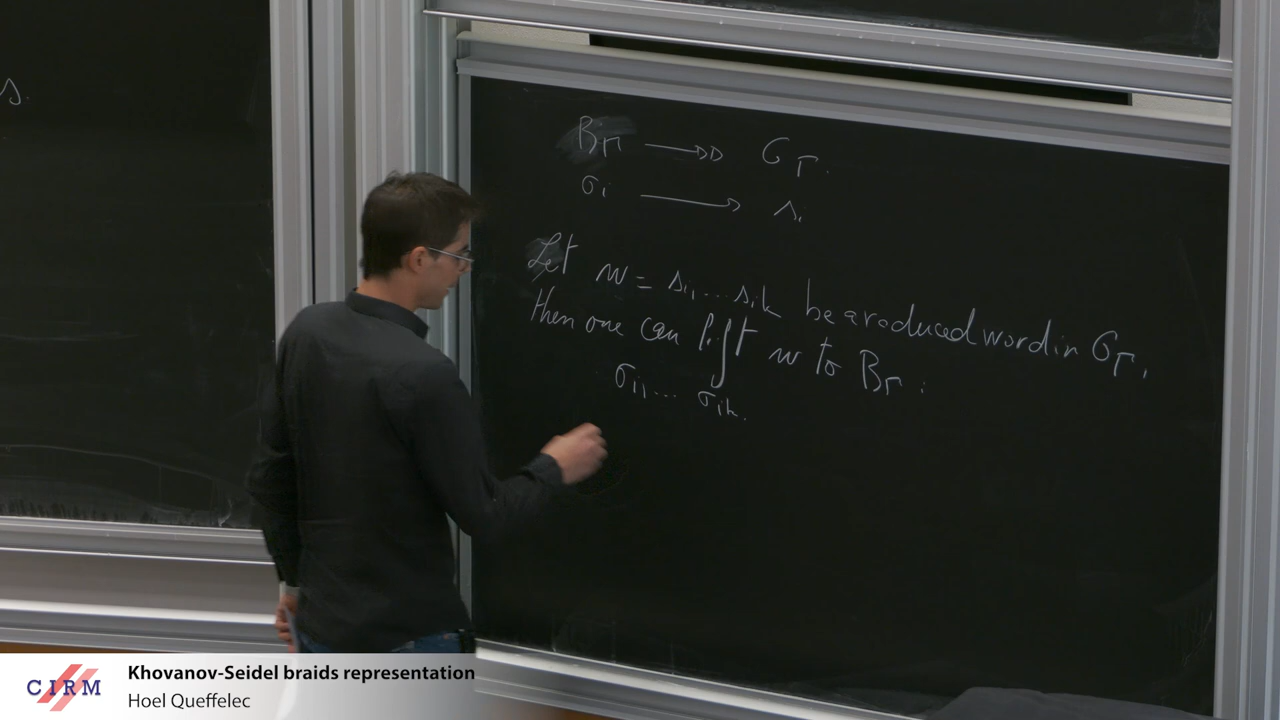 s.
B_Γ ⟶⟶ G_Γ.
σ_i ⟶ s_i
Let w = s_{i_1} ... s_{i_k} be a reduced word in G_Γ,
then one can lift w to B_Γ :
σ_{i_1} ... σ_{i_k}.
CIRM
Khovanov-Seidel braids representation
Hoel Queffelec